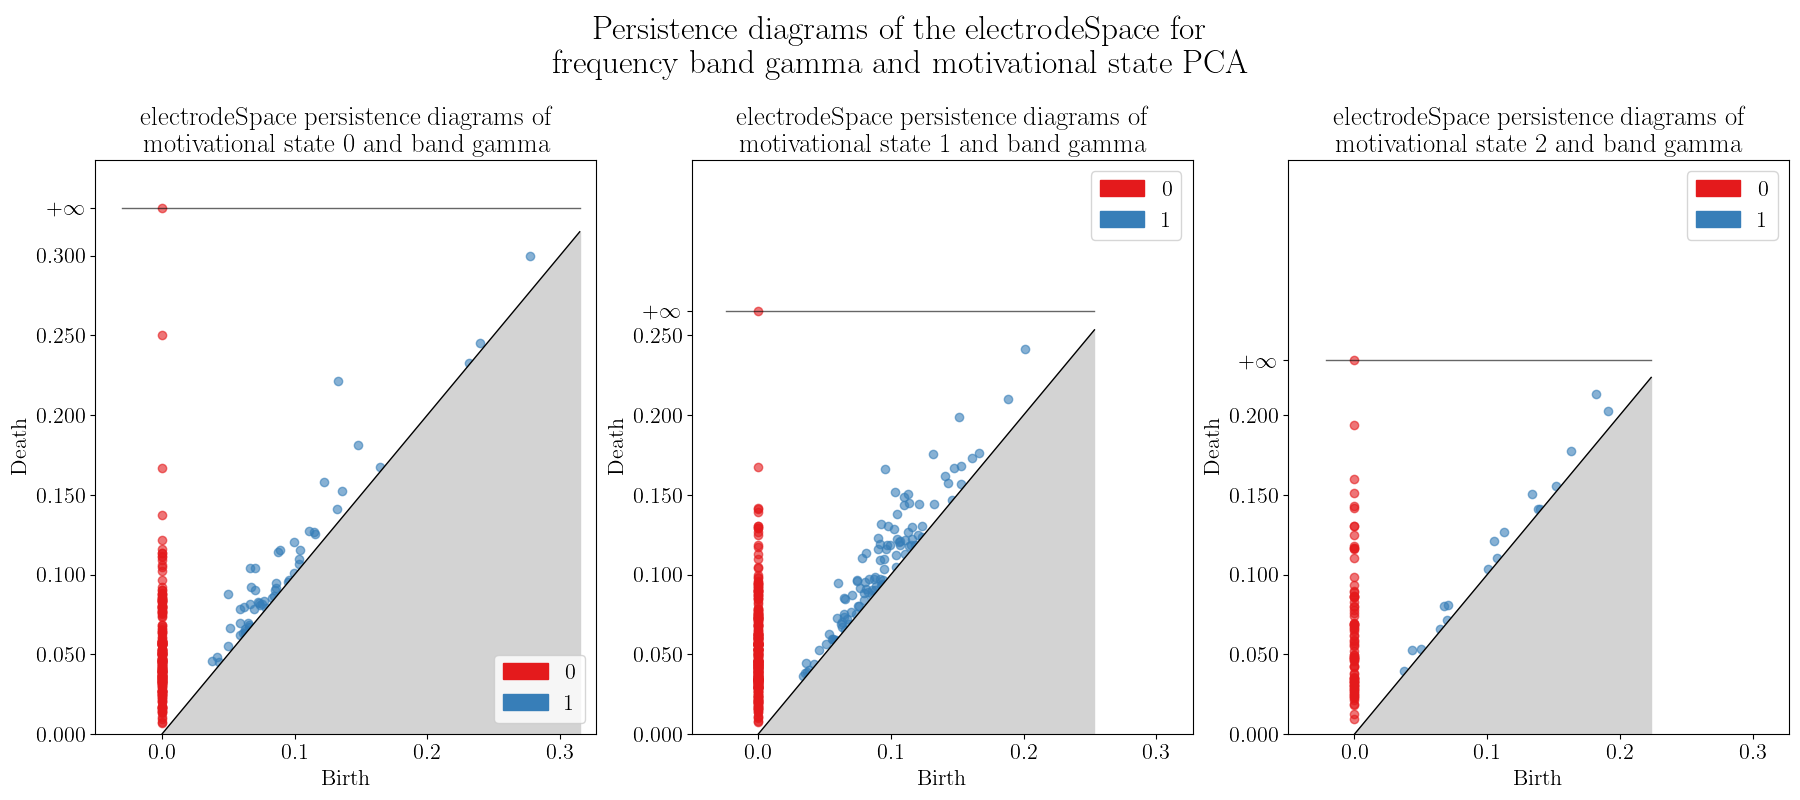 Persistence diagrams of the electrodeSpace for
frequency band gamma and motivational state PCA
electrodeSpace persistence diagrams of
motivational state 0 and band gamma
+∞
0.300
0.250
0.200
0.150
0.100
0.050
0.000
Death
0.0 0.1 0.2 0.3
Birth
0
1
electrodeSpace persistence diagrams of
motivational state 1 and band gamma
+∞
0.250
0.200
0.150
0.100
0.050
0.000
Death
0.0 0.1 0.2 0.3
Birth
0
1
electrodeSpace persistence diagrams of
motivational state 2 and band gamma
+∞
0.200
0.150
0.100
0.050
0.000
Death
0.0 0.1 0.2 0.3
Birth
0
1